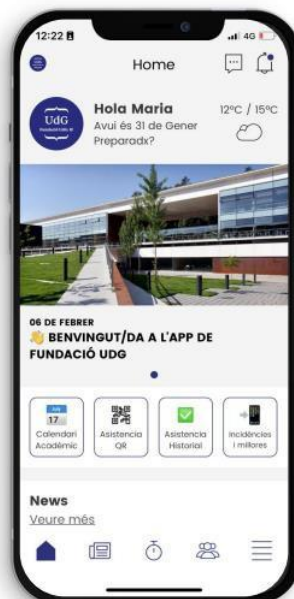 12:22
4G
Home
UdG
Hola Maria
Avui és 31 de Gener
Preparadx?
12ºC / 15ºC
06 DE FEBRER
BENVINGUT/DA A L'APP DE
FUNDACIÓ UDG
17
Calendari
Acadèmic
Asistencia
QR
Asistencia
Historial
Incidències
i millores
News
Veure més